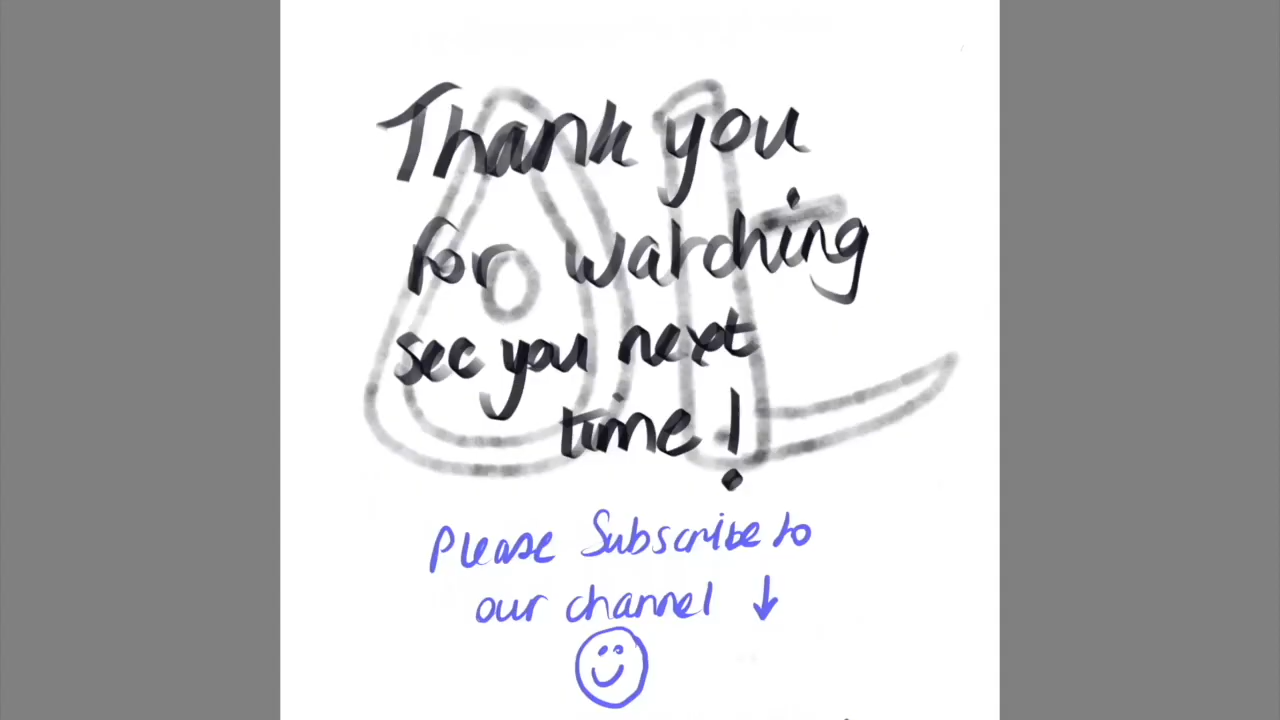 Thank you
for watching
see you next
time!
Please Subscribe to
our channel ↓